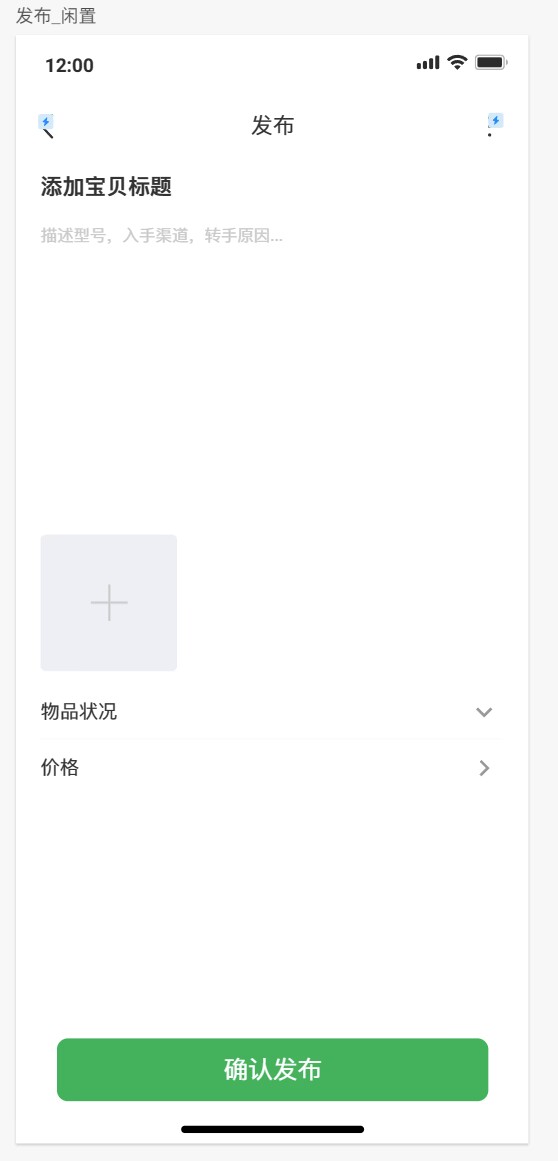 发布_闲置
12:00
发布
添加宝贝标题
描述型号，入手渠道，转手原因...
物品状况
价格
确认发布